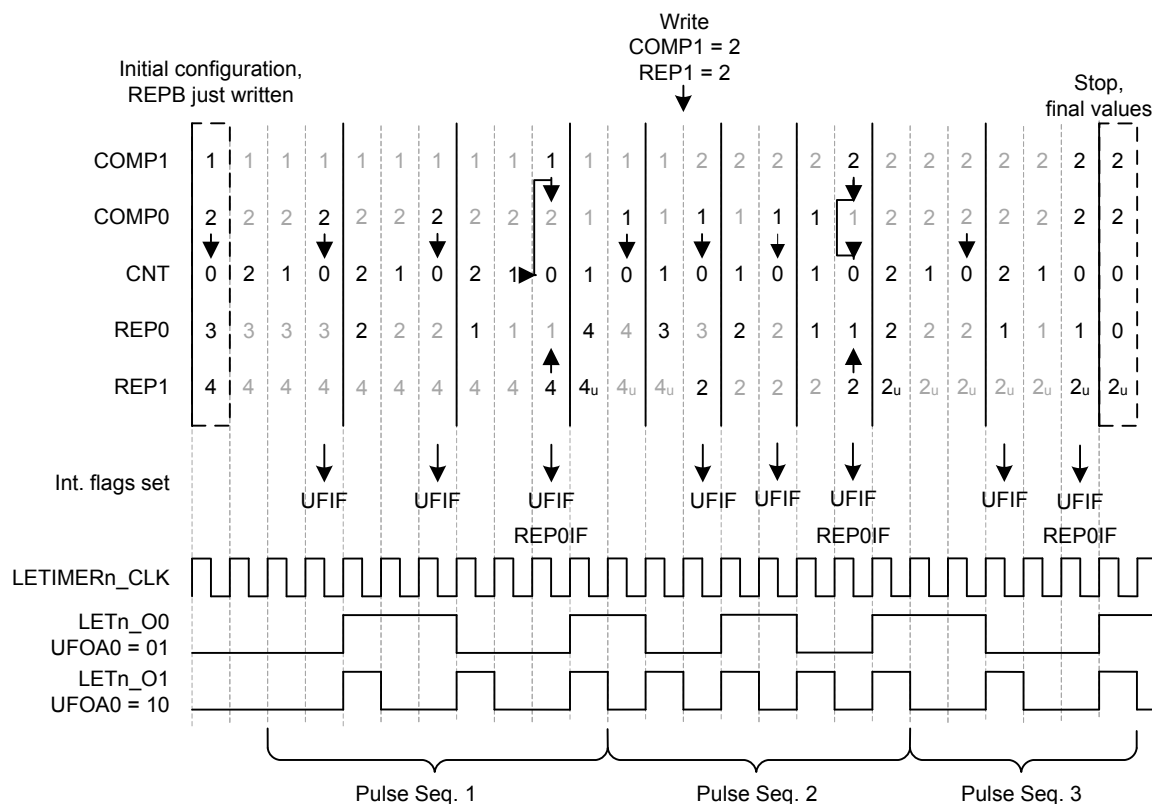 Write
COMP1 = 2
REP1 = 2
Initial configuration,
REPB just written
Stop,
final values
COMP1 1 1 1 1 1 1 1 1 1 1 1 1 1 2 2 2 2 2 2 2 2 2 2 2 2
COMP0 2 2 2 2 2 2 2 2 2 2 1 1 1 1 1 1 1 1 2 2 2 2 2 2 2
CNT 0 2 1 0 2 1 0 2 1 0 1 0 1 0 1 0 1 0 2 1 0 2 1 0 0
REP0 3 3 3 3 2 2 2 1 1 1 4 4 3 3 2 2 1 1 2 2 2 1 1 1 0
REP1 4 4 4 4 4 4 4 4 4 4 4u 4u 4u 2 2 2 2 2 2u 2u 2u 2u 2u 2u 2u
Int. flags set
UFIF UFIF UFIF UFIF UFIF UFIF UFIF UFIF
REP0IF REP0IF REP0IF
LETIMERn_CLK
LETn_O0
UFOA0 = 01
LETn_O1
UFOA0 = 10
Pulse Seq. 1 Pulse Seq. 2 Pulse Seq. 3